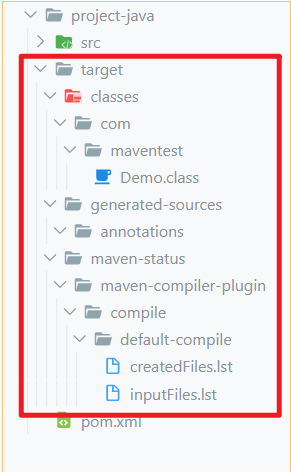 project-java
src
target
classes
com
maventest
Demo.class
generated-sources
annotations
maven-status
maven-compiler-plugin
compile
default-compile
createdFiles.lst
inputFiles.lst
pom.xml